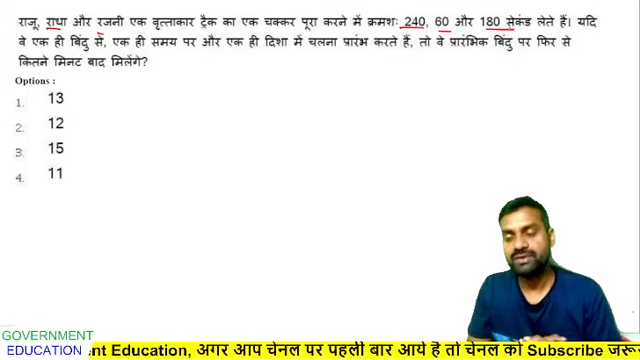 राजू, राधा और रजनी एक वृत्ताकार ट्रैक का एक चक्कर पूरा करने में क्रमशः 240, 60 और 180 सेकंड लेते हैं। यदि
वे एक ही बिंदु से, एक ही समय पर और एक ही दिशा में चलना प्रारंभ करते हैं, तो वे प्रारंभिक बिंदु पर फिर से
कितने मिनट बाद मिलेंगे?
Options :
1. 13
2. 12
3. 15
4. 11
GOVERNMENT
EDUCATION
ent Education, अगर आप चेनल पर पहली बार आये है तो चेनल को Subscribe जरू